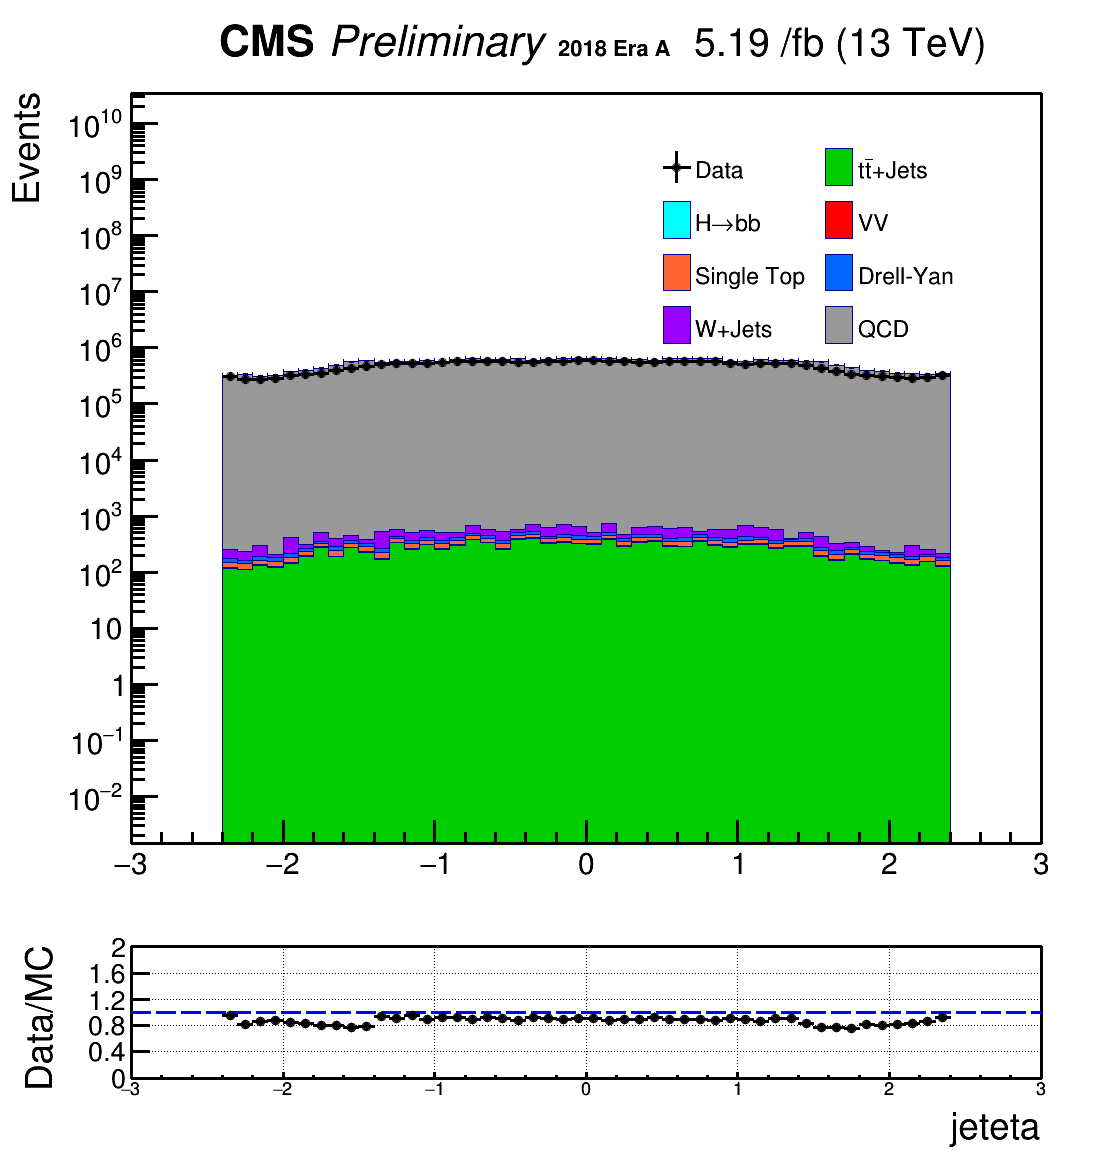 CMS Preliminary 2018 Era A 5.19 /fb (13 TeV)
Events
10^10
10^9
10^8
10^7
10^6
10^5
10^4
10^3
10^2
10
1
10^−1
10^−2
Data
tt̄+Jets
H→bb
VV
Single Top
Drell-Yan
W+Jets
QCD
−3 −2 −1 0 1 2 3
Data/MC
2
1.6
1.2
0.8
0.4
0
−3 −2 −1 0 1 2 3
jeteta